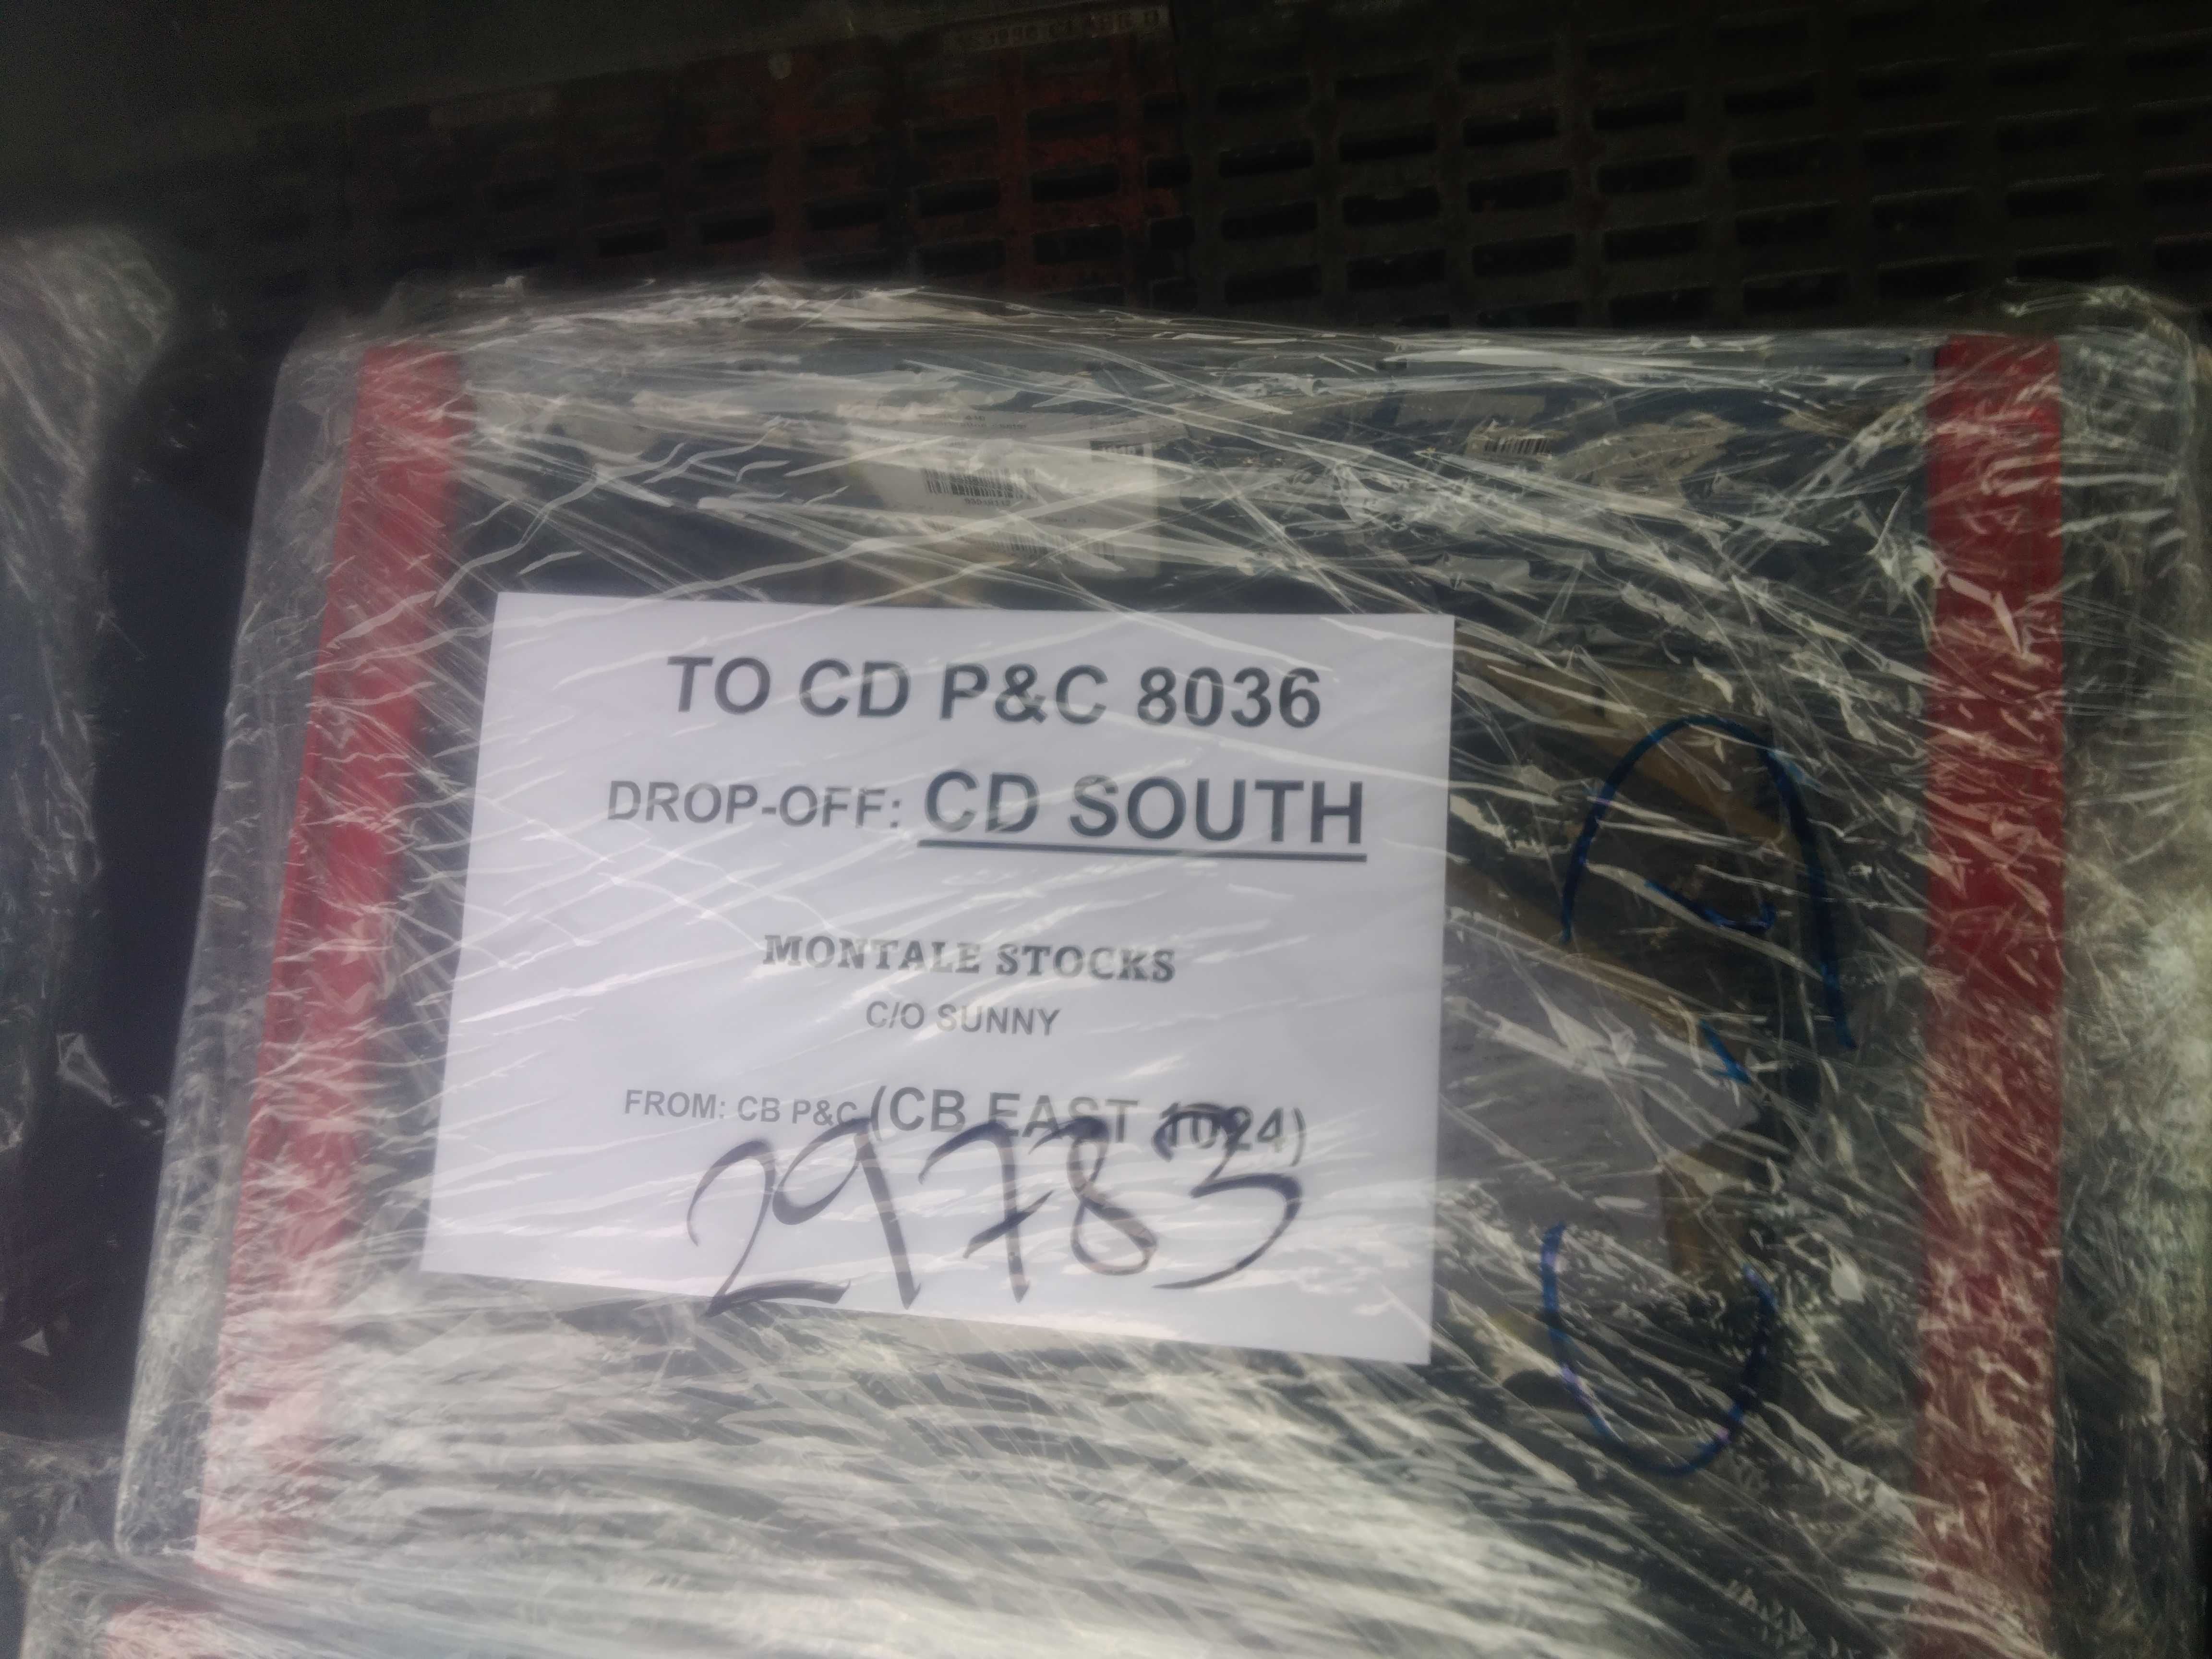 TO CD P&C 8036
DROP-OFF: CD SOUTH
MONTALE STOCKS
C/O SUNNY
FROM: CB P&C (CB EAST 1024)
29783